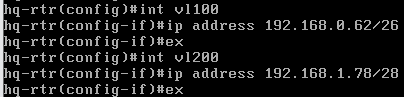 hq-rtr(config)#int vl100
hq-rtr(config-if)#ip address 192.168.0.62/26
hq-rtr(config-if)#ex
hq-rtr(config)#int vl200
hq-rtr(config-if)#ip address 192.168.1.78/28
hq-rtr(config-if)#ex